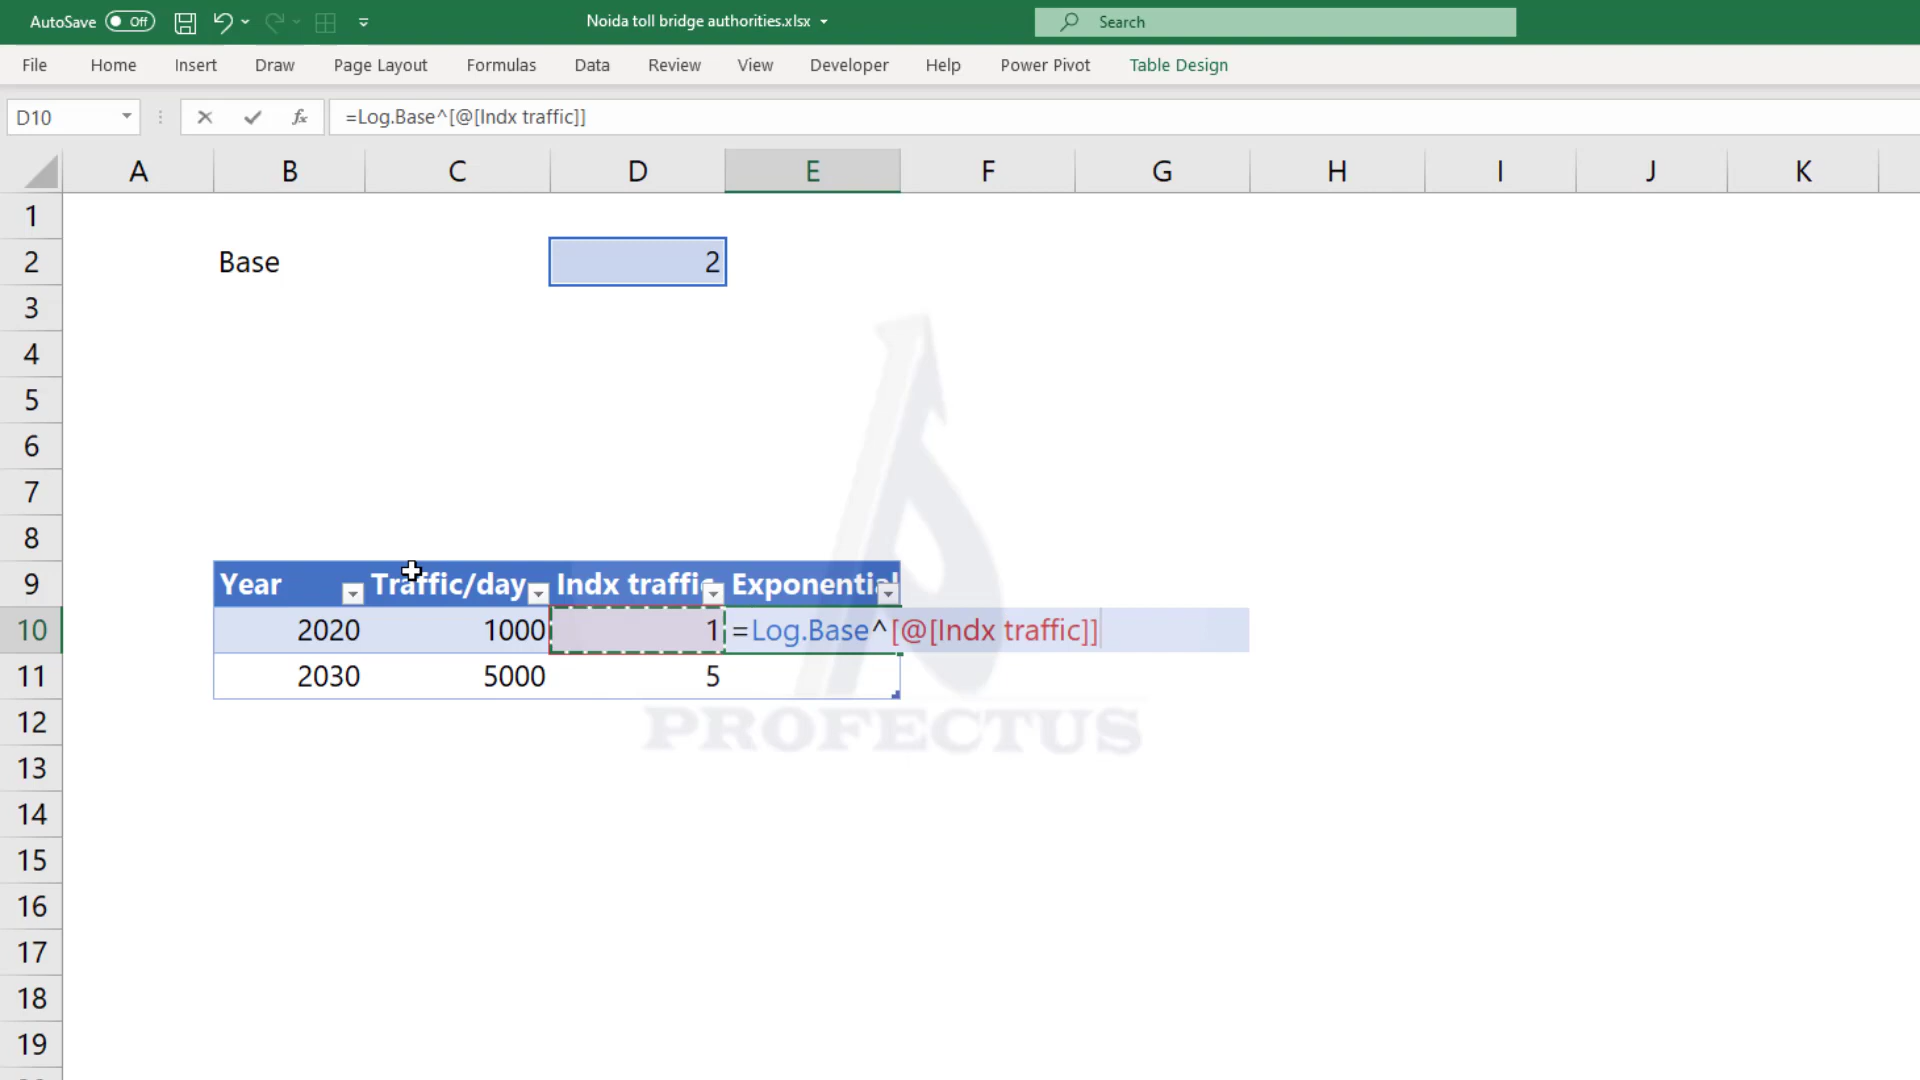 AutoSave Off Noida toll bridge authorities.xlsx Search
File Home Insert Draw Page Layout Formulas Data Review View Developer Help Power Pivot Table Design
D10 fx =Log.Base^[@[Indx traffic]]
A B C D E F G H I J K
1
2 Base 2
3
4
5
6
7
8
9 Year Traffic/day Indx traffic Exponential
10 2020 1000 1 =Log.Base^[@[Indx traffic]]
11 2030 5000 5
PROFECTUS
12
13
14
15
16
17
18
19